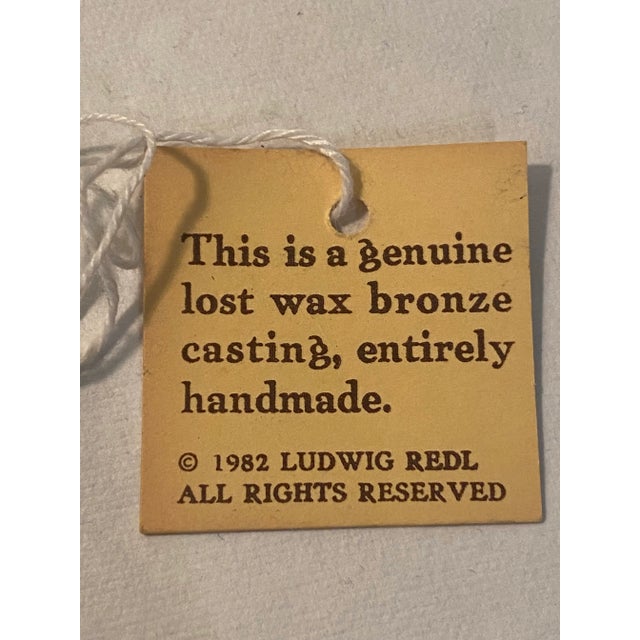 This is a genuine
lost wax bronze
casting, entirely
handmade.
© 1982 LUDWIG REDL
ALL RIGHTS RESERVED